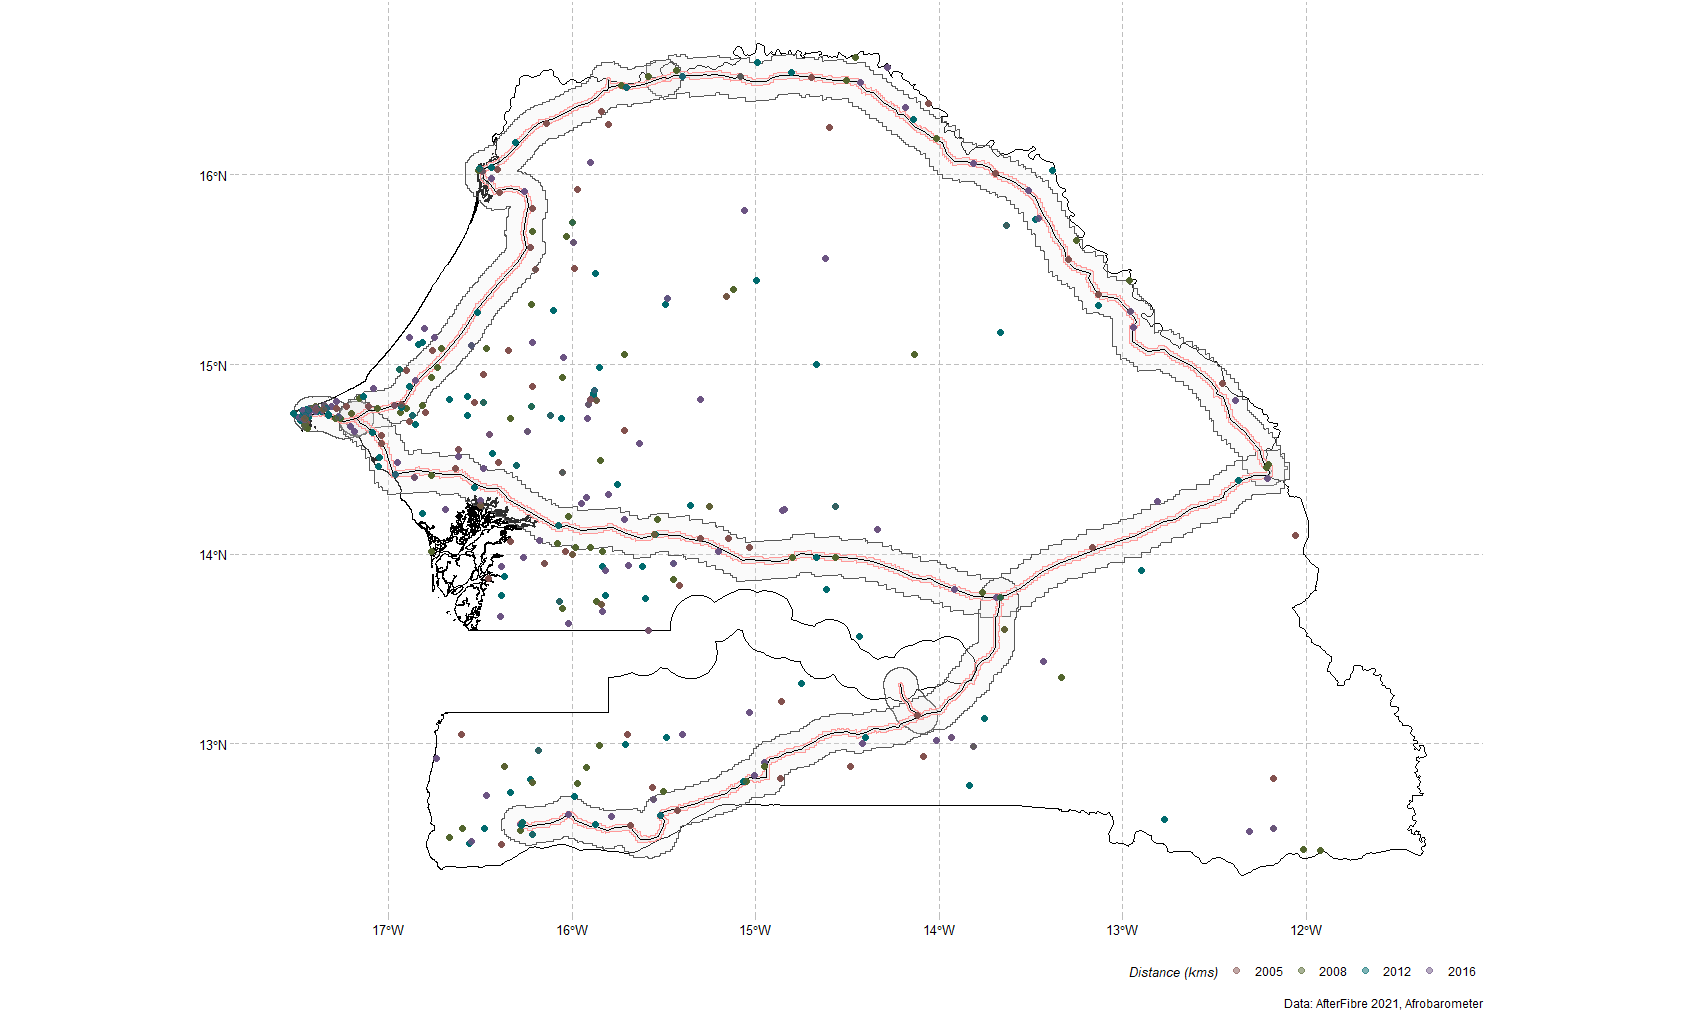 16°N
15°N
14°N
13°N
17°W 16°W 15°W 14°W 13°W 12°W
Distance (kms) 2005 2008 2012 2016
Data: AfterFibre 2021, Afrobarometer